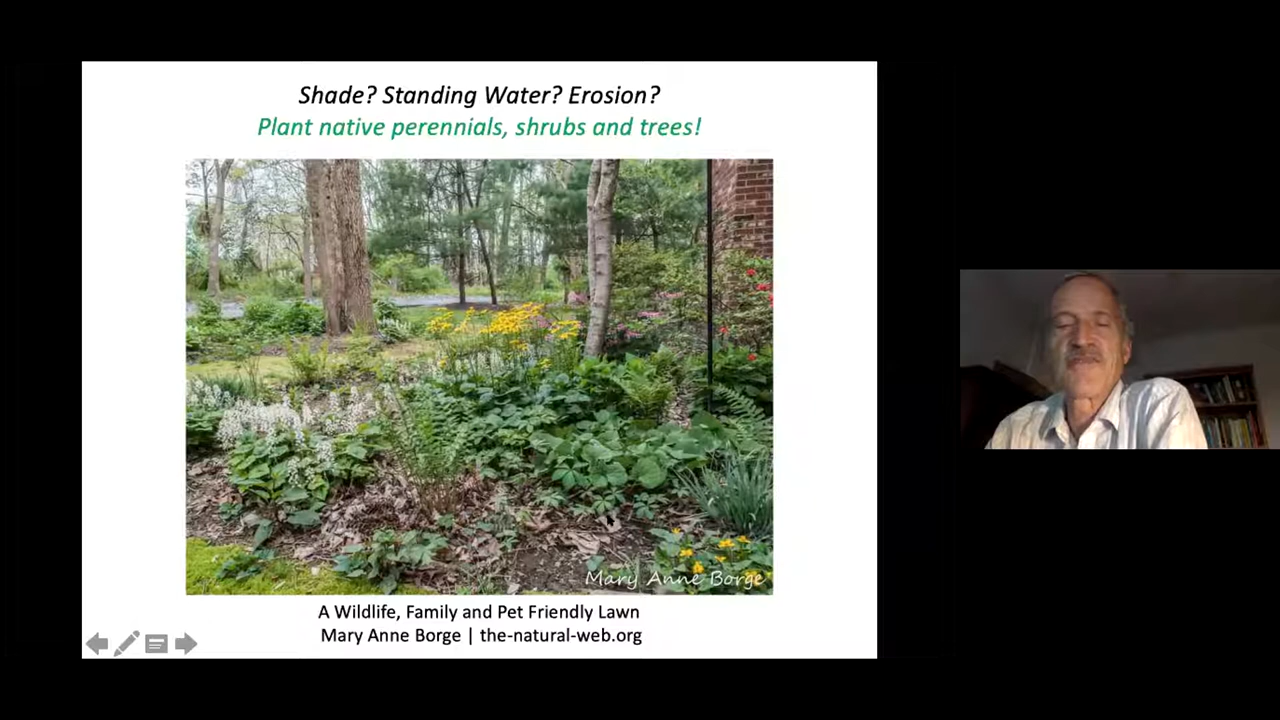 Shade? Standing Water? Erosion?
Plant native perennials, shrubs and trees!
Mary Anne Borge
A Wildlife, Family and Pet Friendly Lawn
Mary Anne Borge | the-natural-web.org